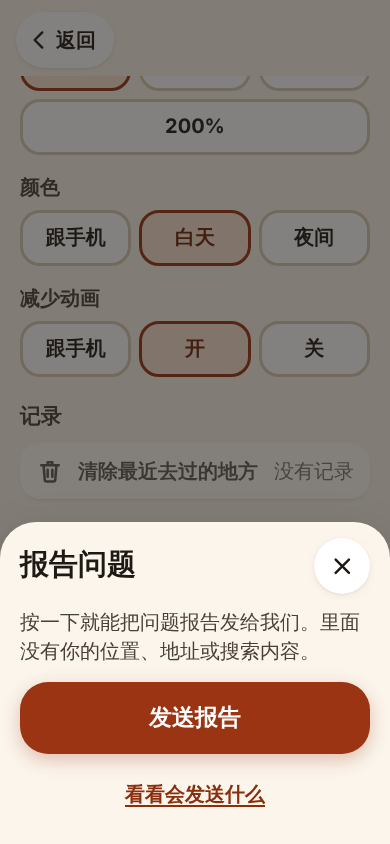 返回
200%
颜色
跟手机
白天
夜间
减少动画
跟手机
开
关
记录
清除最近去过的地方
没有记录
报告问题
按一下就能把问题报告发给我们。里面
没有你的位置、地址或搜索内容。
发送报告
看看会发送什么